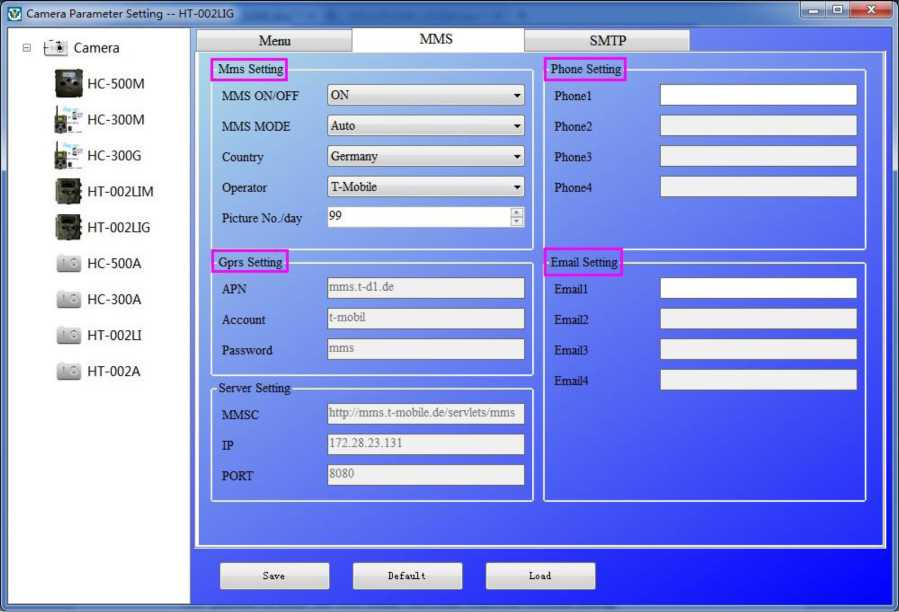 Camera Parameter Setting -- HT-002LIG
Camera
HC-500M
HC-300M
HC-300G
HT-002LIM
HT-002LIG
HC-500A
HC-300A
HT-002LI
HT-002A
Menu
MMS
SMTP
Mms Setting
MMS ON/OFF
ON
MMS MODE
Auto
Country
Germany
Operator
T-Mobile
Picture No./day
99
Gprs Setting
APN
mms.t-d1.de
Account
t-mobil
Password
mms
Server Setting
MMSC
http://mms.t-mobile.de/servlets/mms
IP
172.28.23.131
PORT
8080
Phone Setting
Phone1
Phone2
Phone3
Phone4
Email Setting
Email1
Email2
Email3
Email4
Save
Default
Load